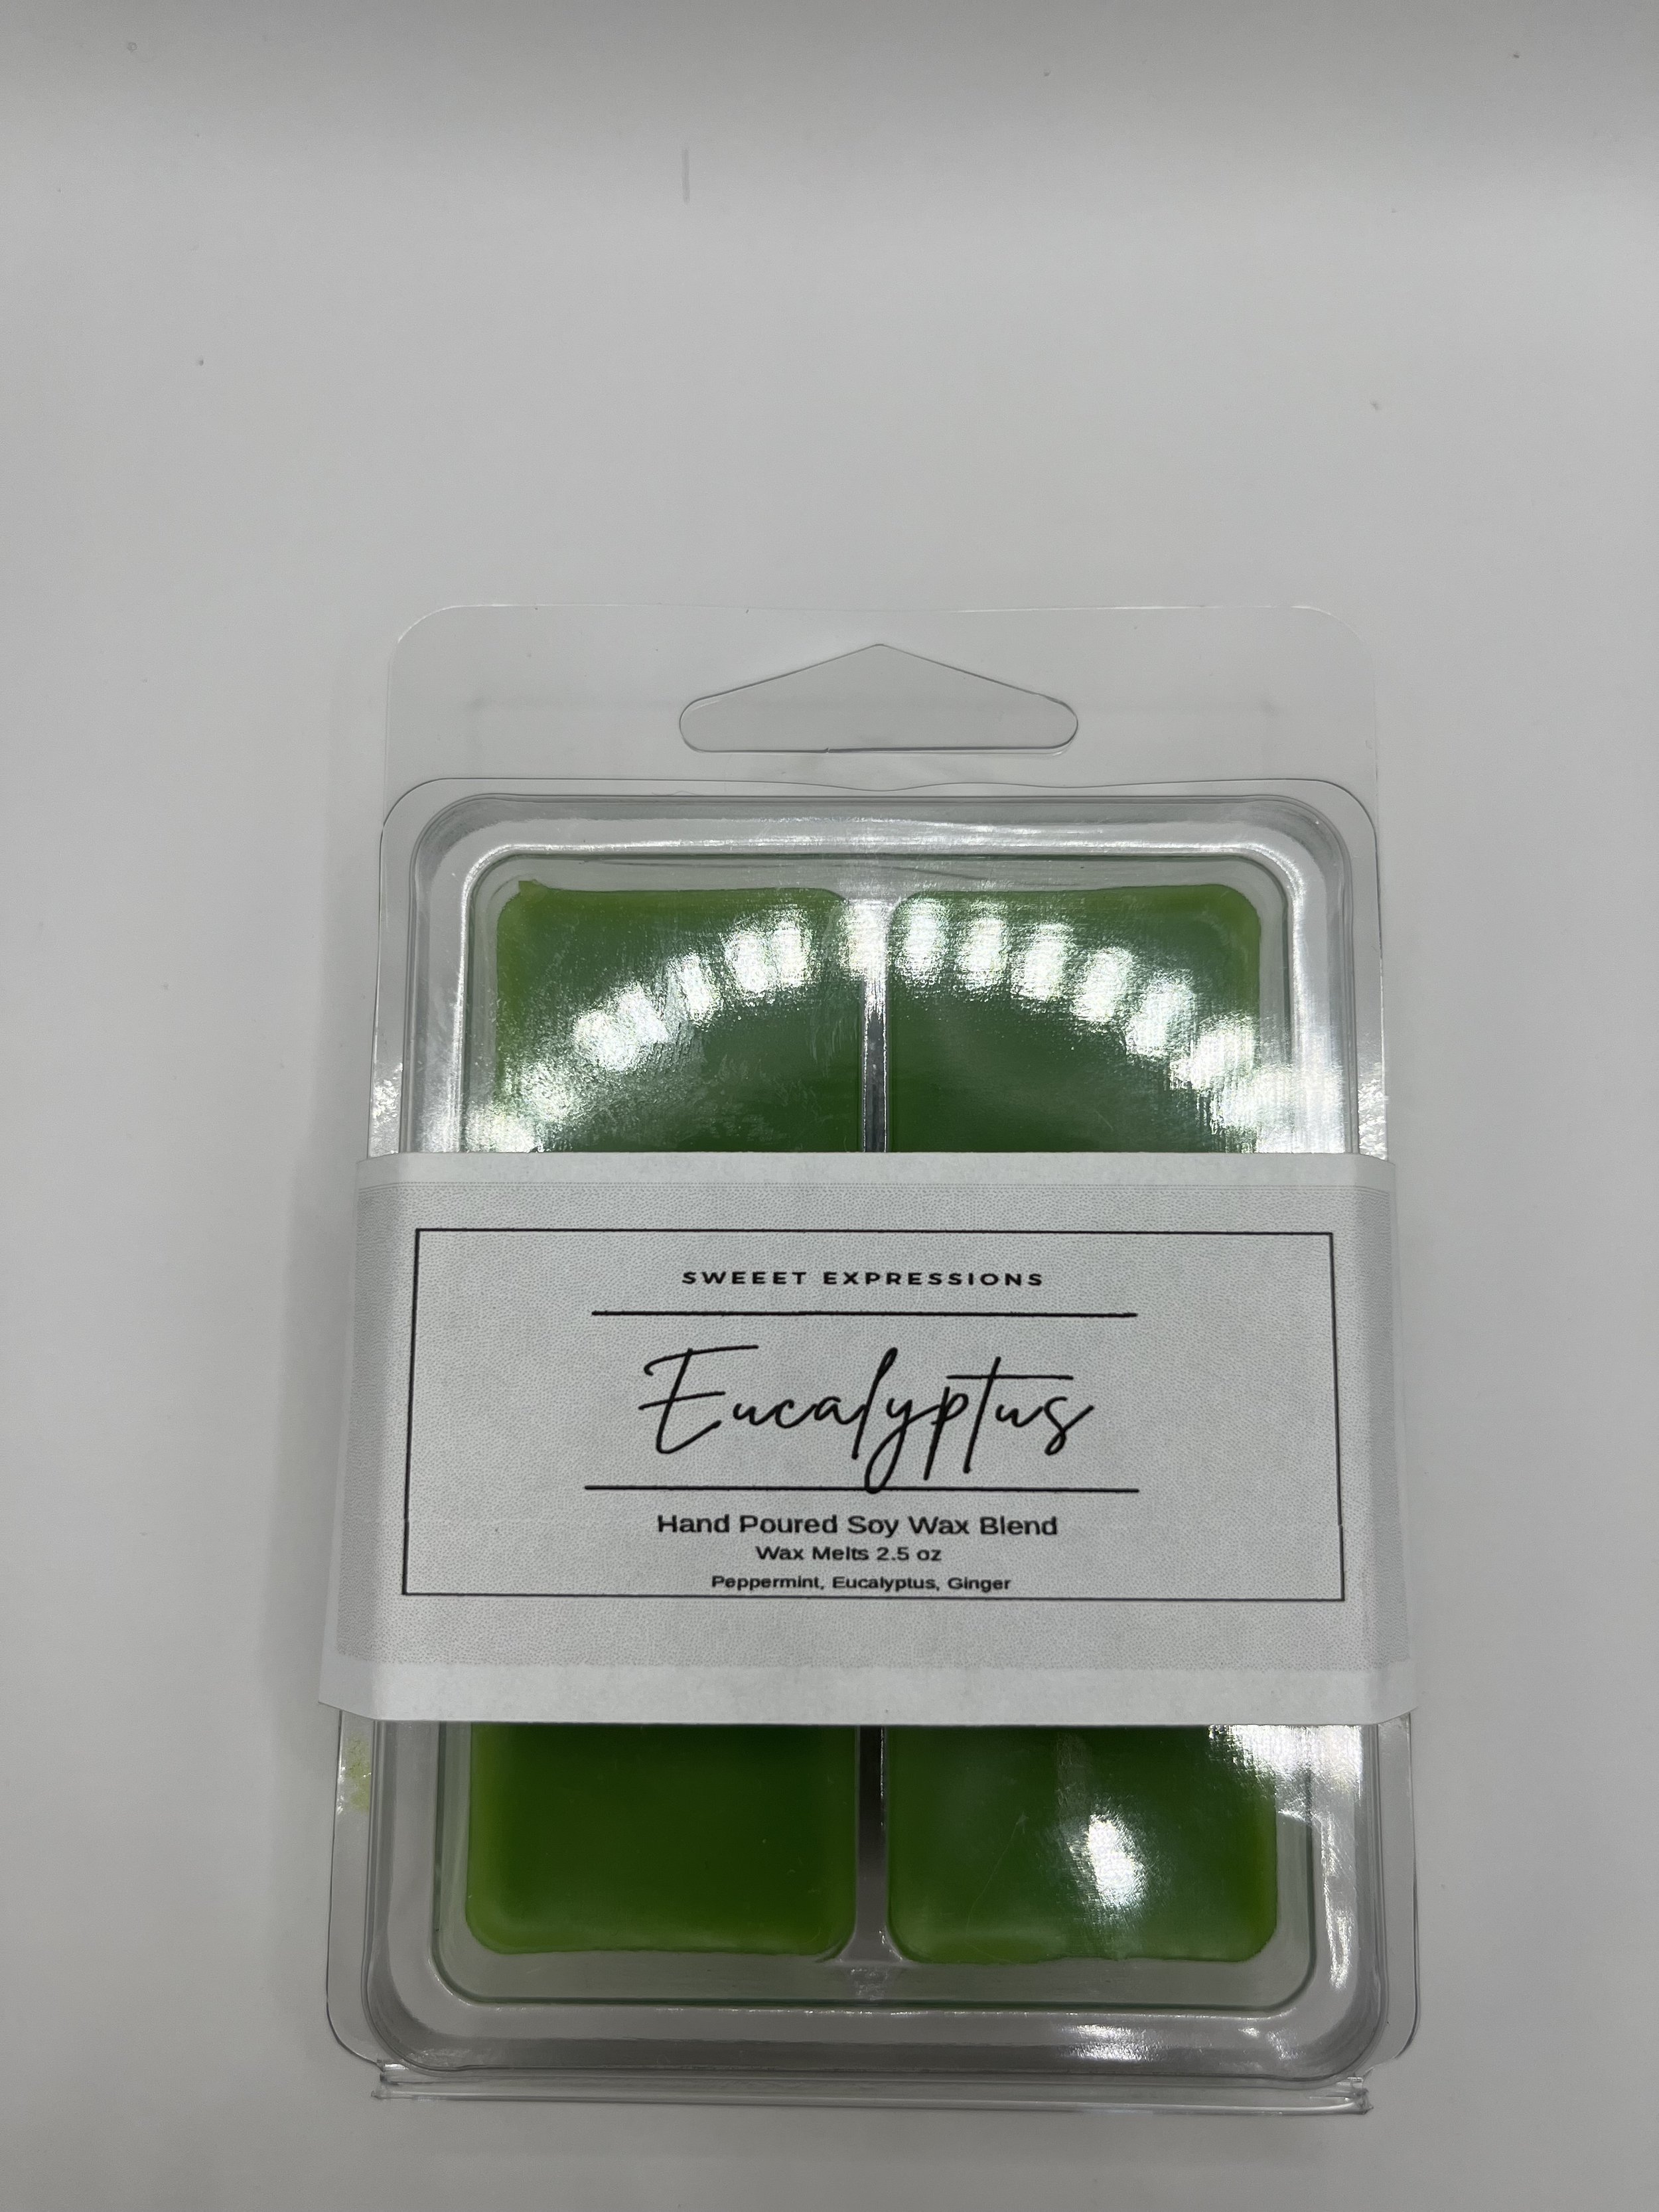 SWEEET EXPRESSIONS
Eucalyptus
Hand Poured Soy Wax Blend
Wax Melts 2.5 oz
Peppermint, Eucalyptus, Ginger